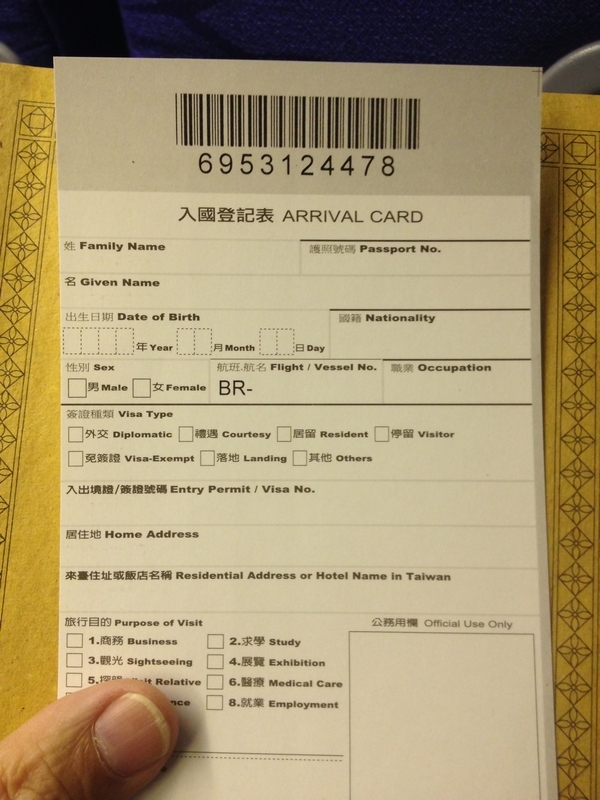 6953124478
入國登記表 ARRIVAL CARD
姓 Family Name
護照號碼 Passport No.
名 Given Name
出生日期 Date of Birth
國籍 Nationality
年 Year 月 Month 日 Day
性別 Sex
航班.航名 Flight / Vessel No.
職業 Occupation
男 Male 女 Female
BR-
簽證種類 Visa Type
外交 Diplomatic 禮遇 Courtesy 居留 Resident 停留 Visitor
免簽證 Visa-Exempt 落地 Landing 其他 Others
入出境證/簽證號碼 Entry Permit / Visa No.
居住地 Home Address
來臺住址或飯店名稱 Residential Address or Hotel Name in Taiwan
旅行目的 Purpose of Visit
公務用欄 Official Use Only
1.商務 Business 2.求學 Study
3.觀光 Sightseeing 4.展覽 Exhibition
5. Relative 6.醫療 Medical Care
8.就業 Employment